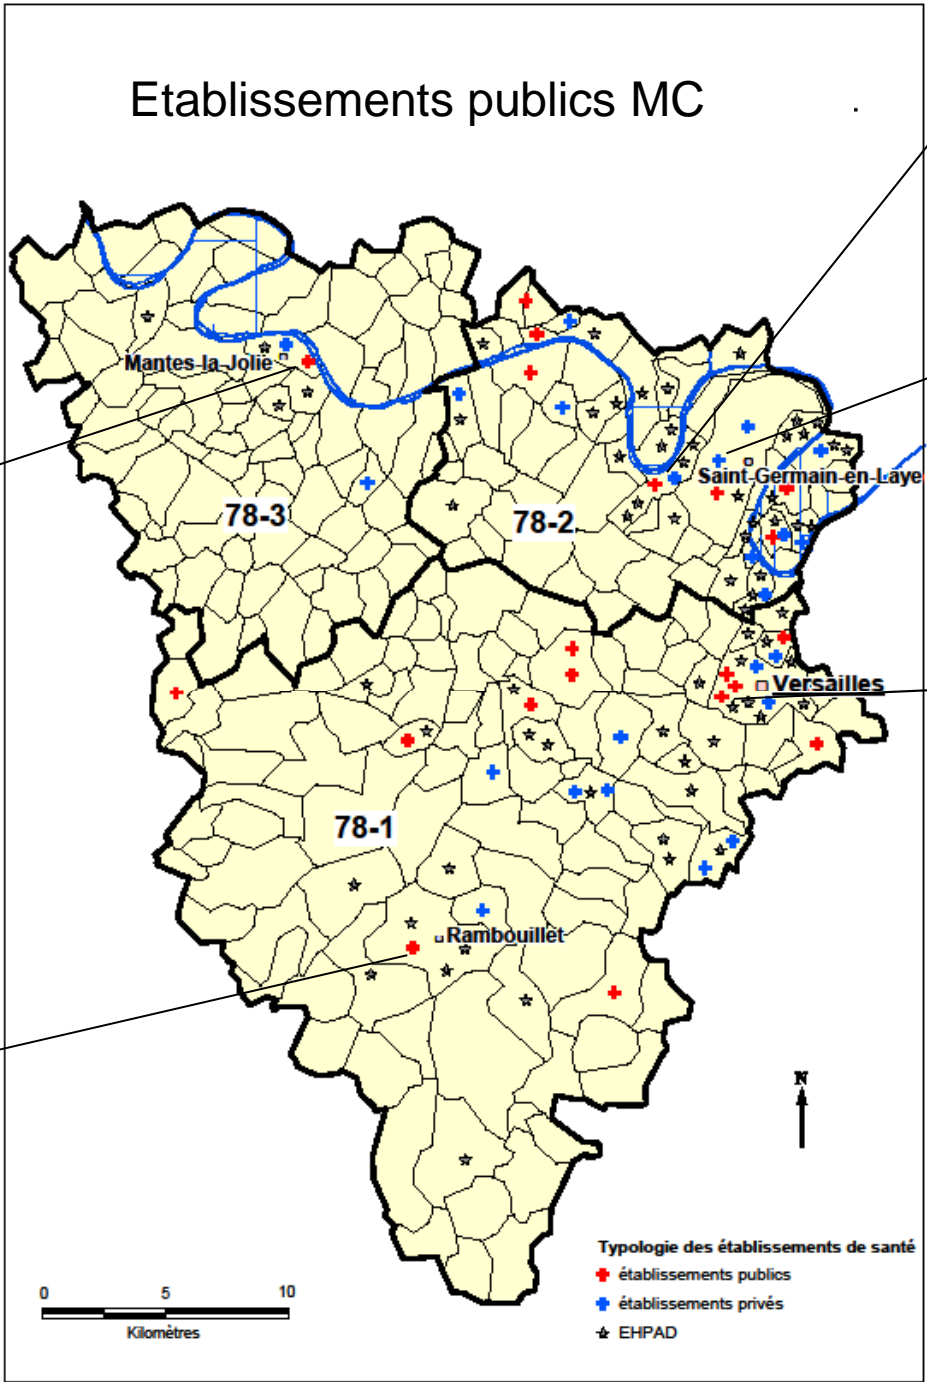 Etablissements publics MC
.
Mantes-la-Jolie
Saint-Germain-en-Laye
78-3
78-2
Versailles
78-1
Rambouillet
N
Typologie des établissements de santé
établissements publics
établissements privés
EHPAD
0 5 10
Kilomètres